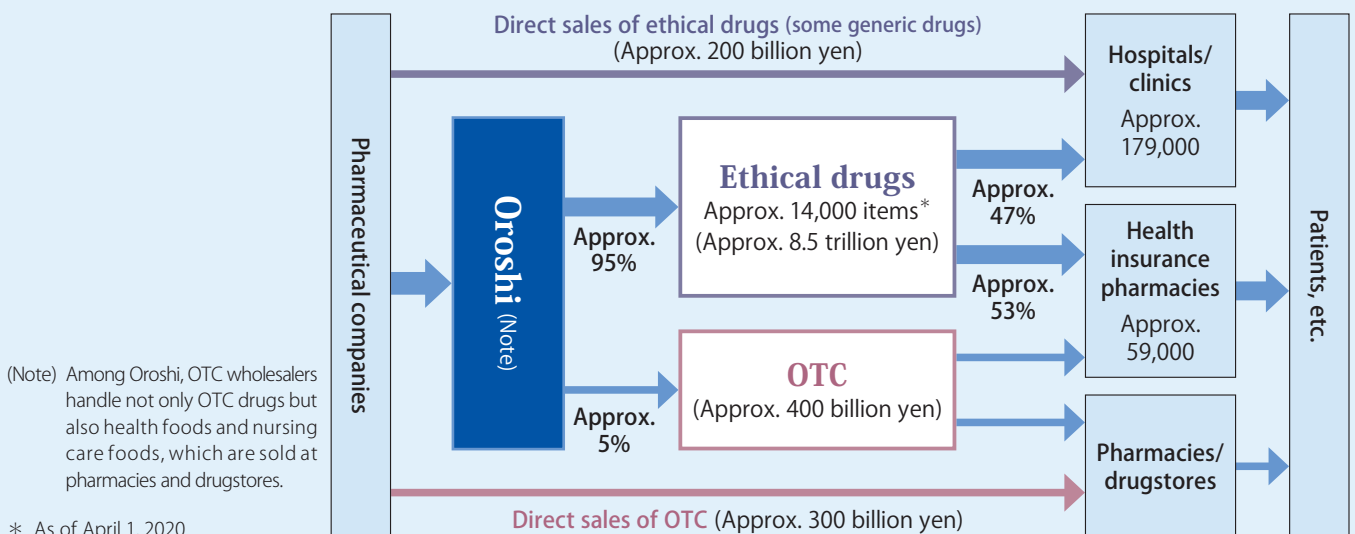 Direct sales of ethical drugs (some generic drugs)
(Approx. 200 billion yen)
Pharmaceutical companies
Oroshi (Note)
Approx.
95%
Approx.
5%
Ethical drugs
Approx. 14,000 items*
(Approx. 8.5 trillion yen)
OTC
(Approx. 400 billion yen)
Approx.
47%
Approx.
53%
Hospitals/
clinics
Approx.
179,000
Health
insurance
pharmacies
Approx.
59,000
Pharmacies/
drugstores
Patients, etc.
Direct sales of OTC (Approx. 300 billion yen)
(Note) Among Oroshi, OTC wholesalers
handle not only OTC drugs but
also health foods and nursing
care foods, which are sold at
pharmacies and drugstores.
* As of April 1, 2020